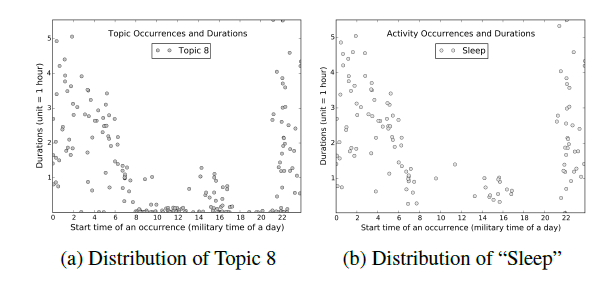 Topic Occurrences and Durations
Topic 8
Durations (unit = 1 hour)
5
4
3
2
1
0 2 4 6 8 10 12 14 16 18 20 22
Start time of an occurrence (military time of a day)
(a) Distribution of Topic 8
Activity Occurrences and Durations
Sleep
Durations (unit = 1 hour)
5
4
3
2
1
0 2 4 6 8 10 12 14 16 18 20 22
Start time of an occurrence (military time of a day)
(b) Distribution of “Sleep”